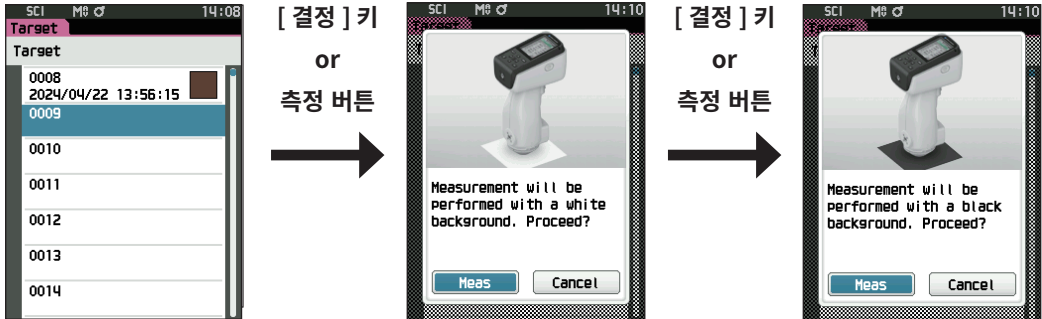 SCI M 14:08
Target
Target
0008
2024/04/22 13:56:15
0009
0010
0011
0012
0013
0014
[ 결정 ] 키
or
측정 버튼
SCI M 14:10
Target
Measurement will be
performed with a white
background. Proceed?
Meas Cancel
[ 결정 ] 키
or
측정 버튼
SCI M 14:10
Target
Measurement will be
performed with a black
background. Proceed?
Meas Cancel